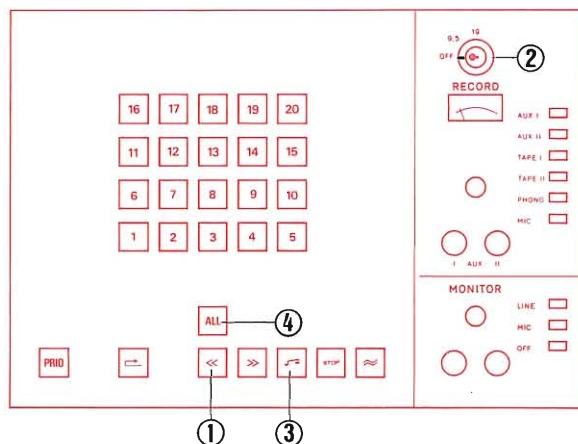 19
9,5
OFF
②
RECORD
16 17 18 19 20
AUX I
AUX II
11 12 13 14 15
TAPE I
TAPE II
6 7 8 9 10
PHONO
MIC
1 2 3 4 5
I AUX II
MONITOR
LINE
ALL
④
MIC
OFF
PRIO
<< >> STOP ≈
① ③